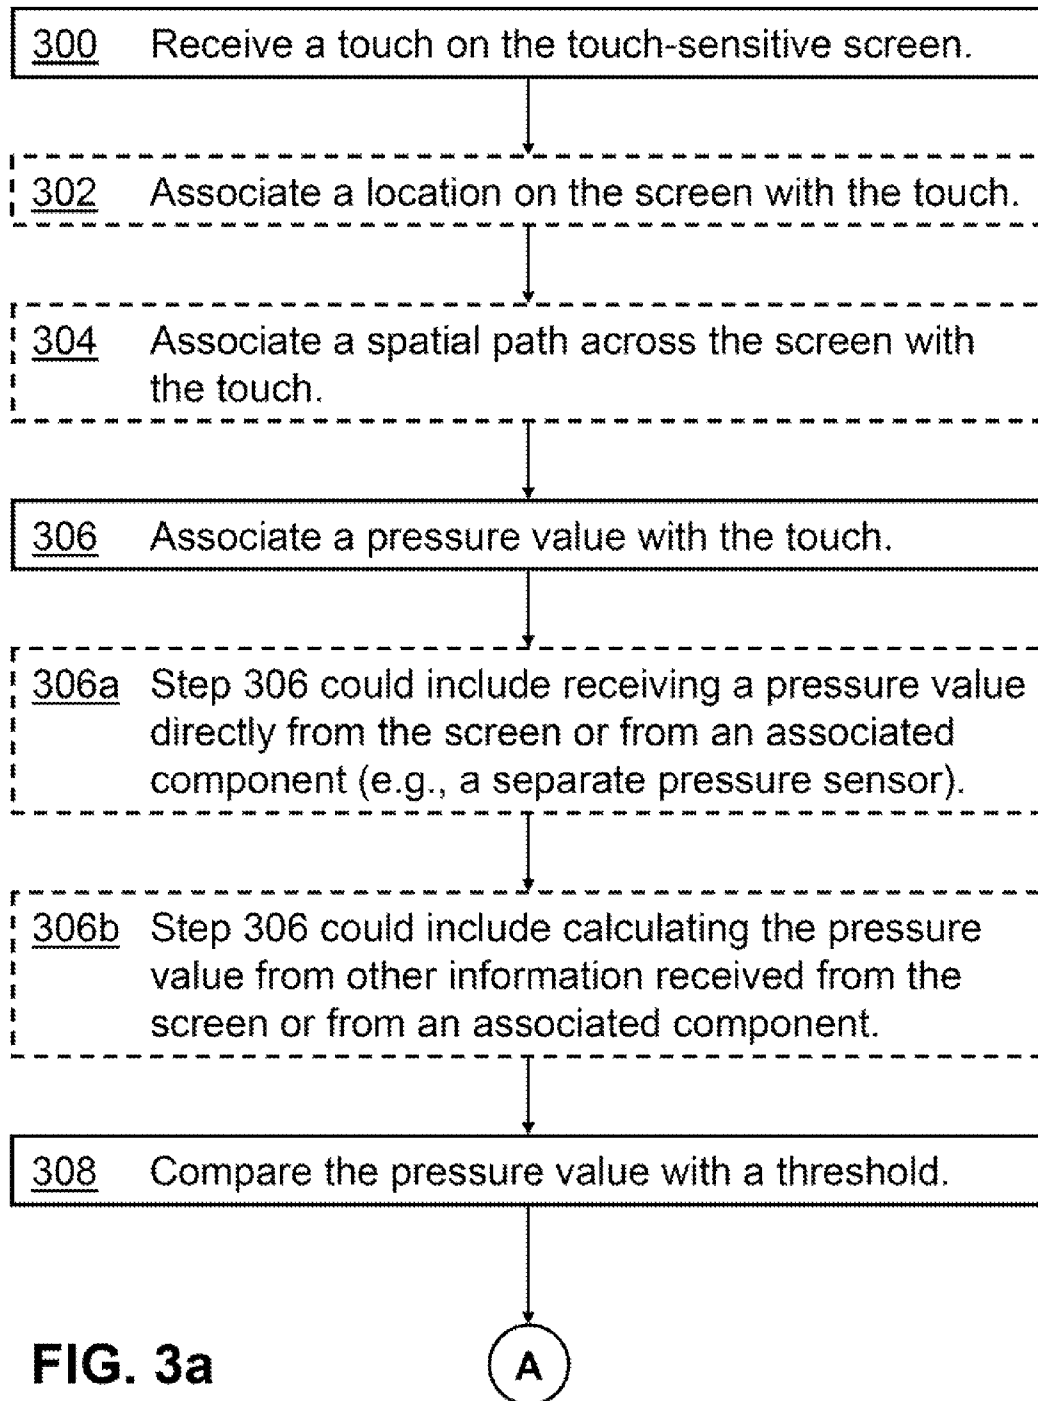 300 Receive a touch on the touch-sensitive screen.
302 Associate a location on the screen with the touch.
304 Associate a spatial path across the screen with
the touch.
306 Associate a pressure value with the touch.
306a Step 306 could include receiving a pressure value
directly from the screen or from an associated
component (e.g., a separate pressure sensor).
306b Step 306 could include calculating the pressure
value from other information received from the
screen or from an associated component.
308 Compare the pressure value with a threshold.
FIG. 3a
A